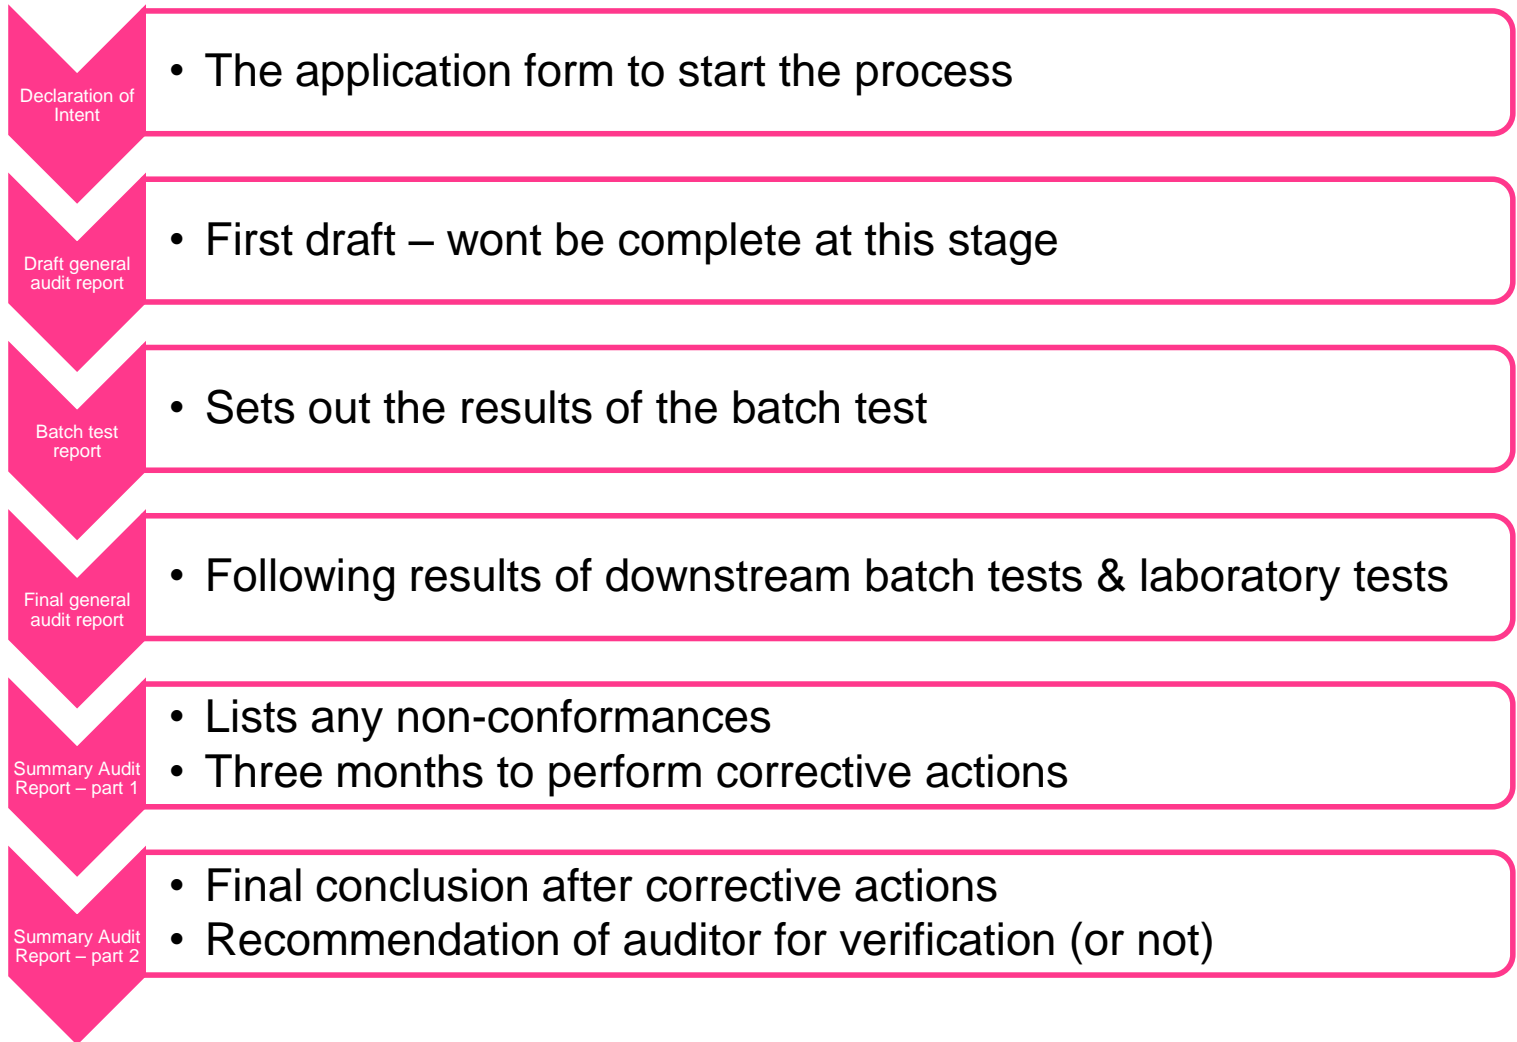 Declaration of
Intent
• The application form to start the process
Draft general
audit report
• First draft – wont be complete at this stage
Batch test
report
• Sets out the results of the batch test
Final general
audit report
• Following results of downstream batch tests & laboratory tests
Summary Audit
Report – part 1
• Lists any non-conformances
• Three months to perform corrective actions
Summary Audit
Report – part 2
• Final conclusion after corrective actions
• Recommendation of auditor for verification (or not)